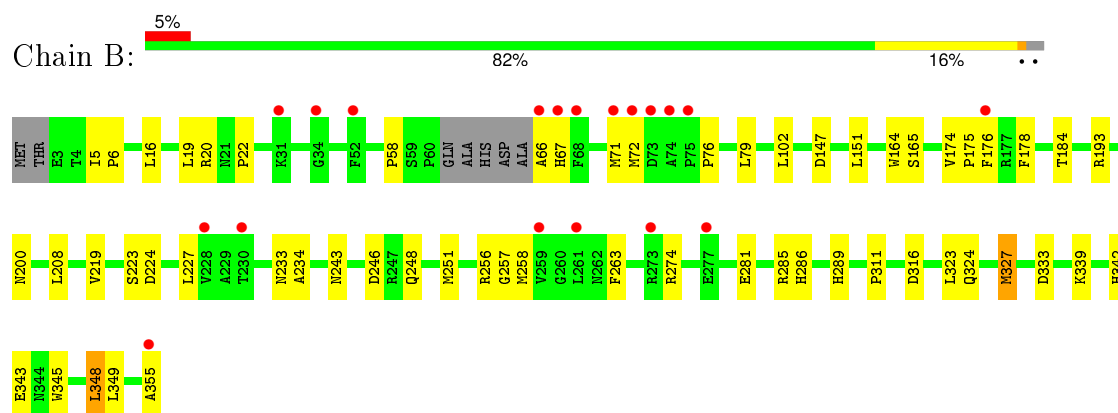 5%
Chain B:
82% 16% • •
MET THR E3 T4 I5 P6 L16 L19 R20 N21 P22 K31 G34 F52 P58 S59 P60 GLN ALA HIS ASP ALA A66 H67 F68 M71 M72 D73 A74 P75 P76 L79 L102 D147 L151 W164 S165 V174 P175 F176 R177 F178 T184 R193
N200 L208 V219 S223 D224 L227 V228 A229 T230 N233 A234 N243 D246 R247 Q248 M251 R256 G257 M258 V259 G260 L261 N262 F263 R273 R274 E277 E281 R285 H286 H289 P311 D316 L323 Q324 M327 D333 K339 H342
E343 N344 W345 L348 L349 A355